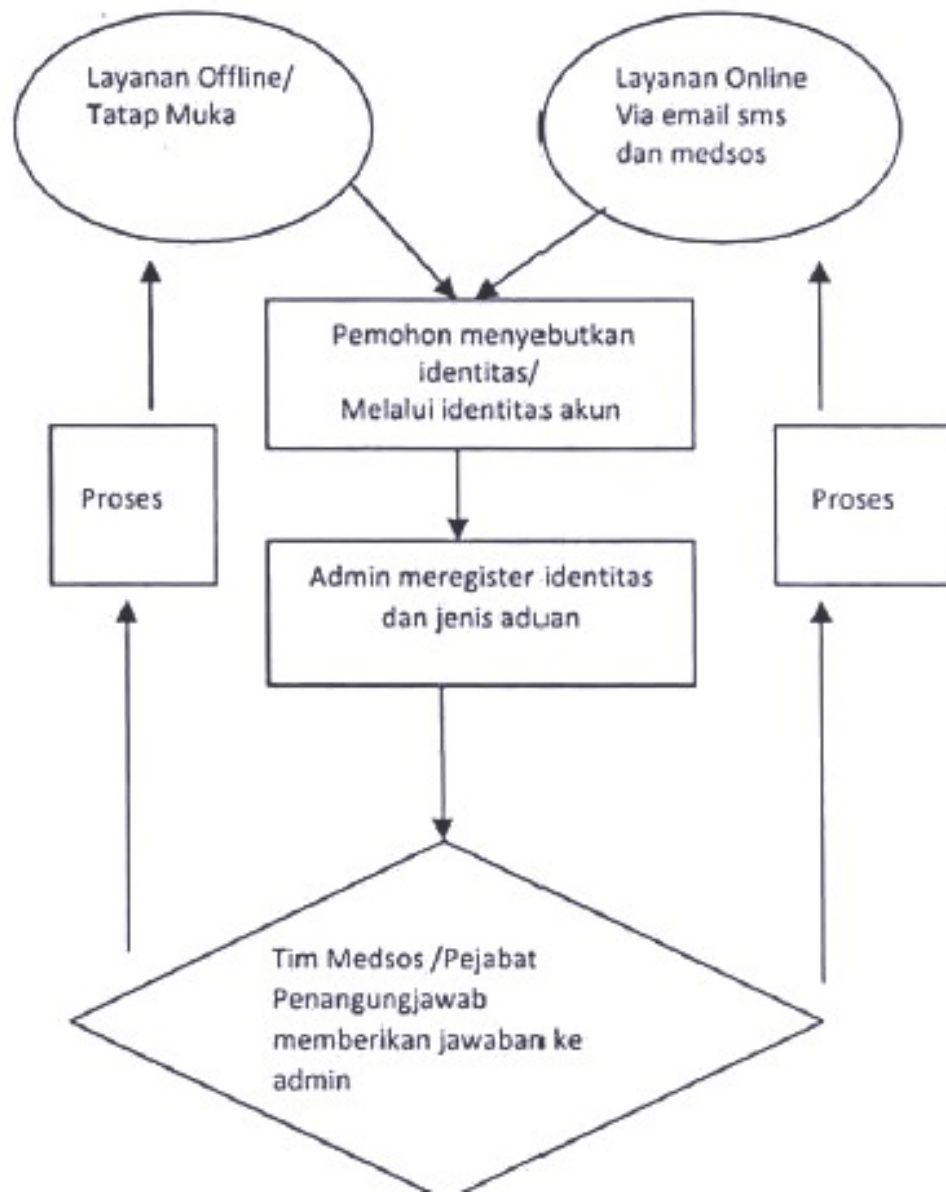 Layanan Offline/
Tatap Muka
Layanan Online
Via email sms
dan medsos
Pemohon menyebutkan
identitas/
Melalui identitas akun
Proses
Proses
Admin meregister identitas
dan jenis aduan
Tim Medsos /Pejabat
Penangungjawab
memberikan jawaban ke
admin